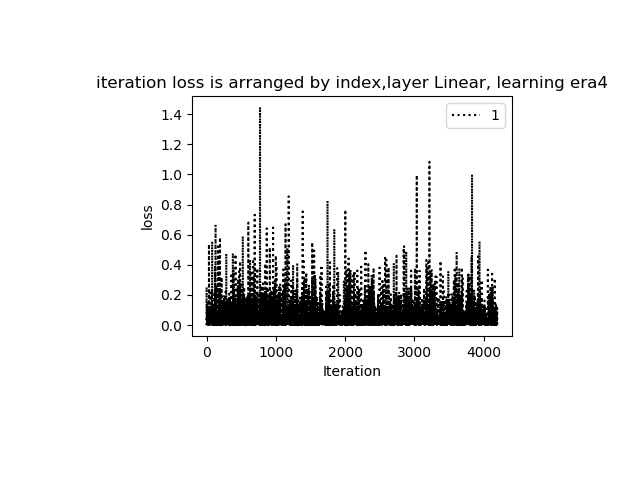 iteration loss is arranged by index,layer Linear, learning era4
1
1.4
1.2
1.0
0.8
0.6
0.4
0.2
0.0
loss
0 1000 2000 3000 4000
Iteration